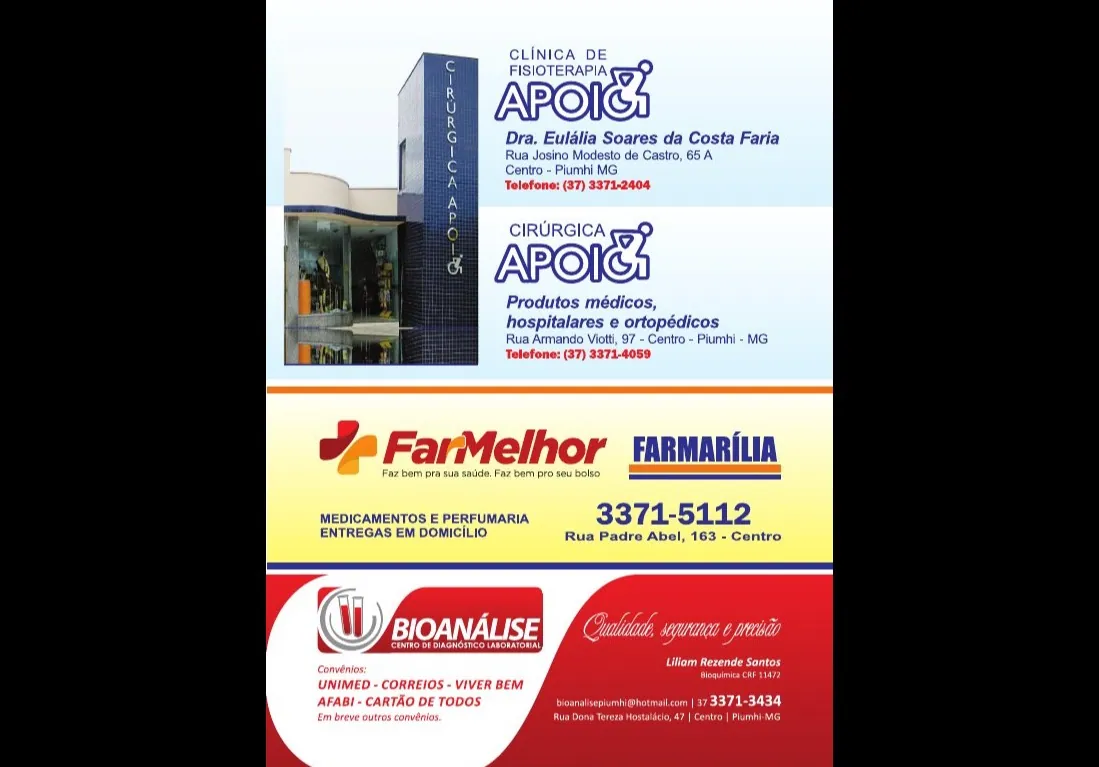 CIRÚRGICA APOIO
CLÍNICA DE
FISIOTERAPIA
APOIO
Dra. Eulália Soares da Costa Faria
Rua Josino Modesto de Castro, 65 A
Centro - Piumhi MG
Telefone: (37) 3371-2404
CIRÚRGICA
APOIO
Produtos médicos,
hospitalares e ortopédicos
Rua Armando Viotti, 97 - Centro - Piumhi - MG
Telefone: (37) 3371-4059
FarMelhor
Faz bem pra sua saúde. Faz bem pro seu bolso
FARMARÍLIA
MEDICAMENTOS E PERFUMARIA
ENTREGAS EM DOMICÍLIO
3371-5112
Rua Padre Abel, 163 - Centro
BIOANÁLISE
CENTRO DE DIAGNÓSTICO LABORATORIAL
Convênios:
UNIMED - CORREIOS - VIVER BEM
AFABI - CARTÃO DE TODOS
Em breve outros convênios.
Qualidade, segurança e precisão
Liliam Rezende Santos
Bioquímica CRF 11472
bioanalisepiumhi@hotmail.com | 37 3371-3434
Rua Dona Tereza Hostalácio, 47 | Centro | Piumhi-MG